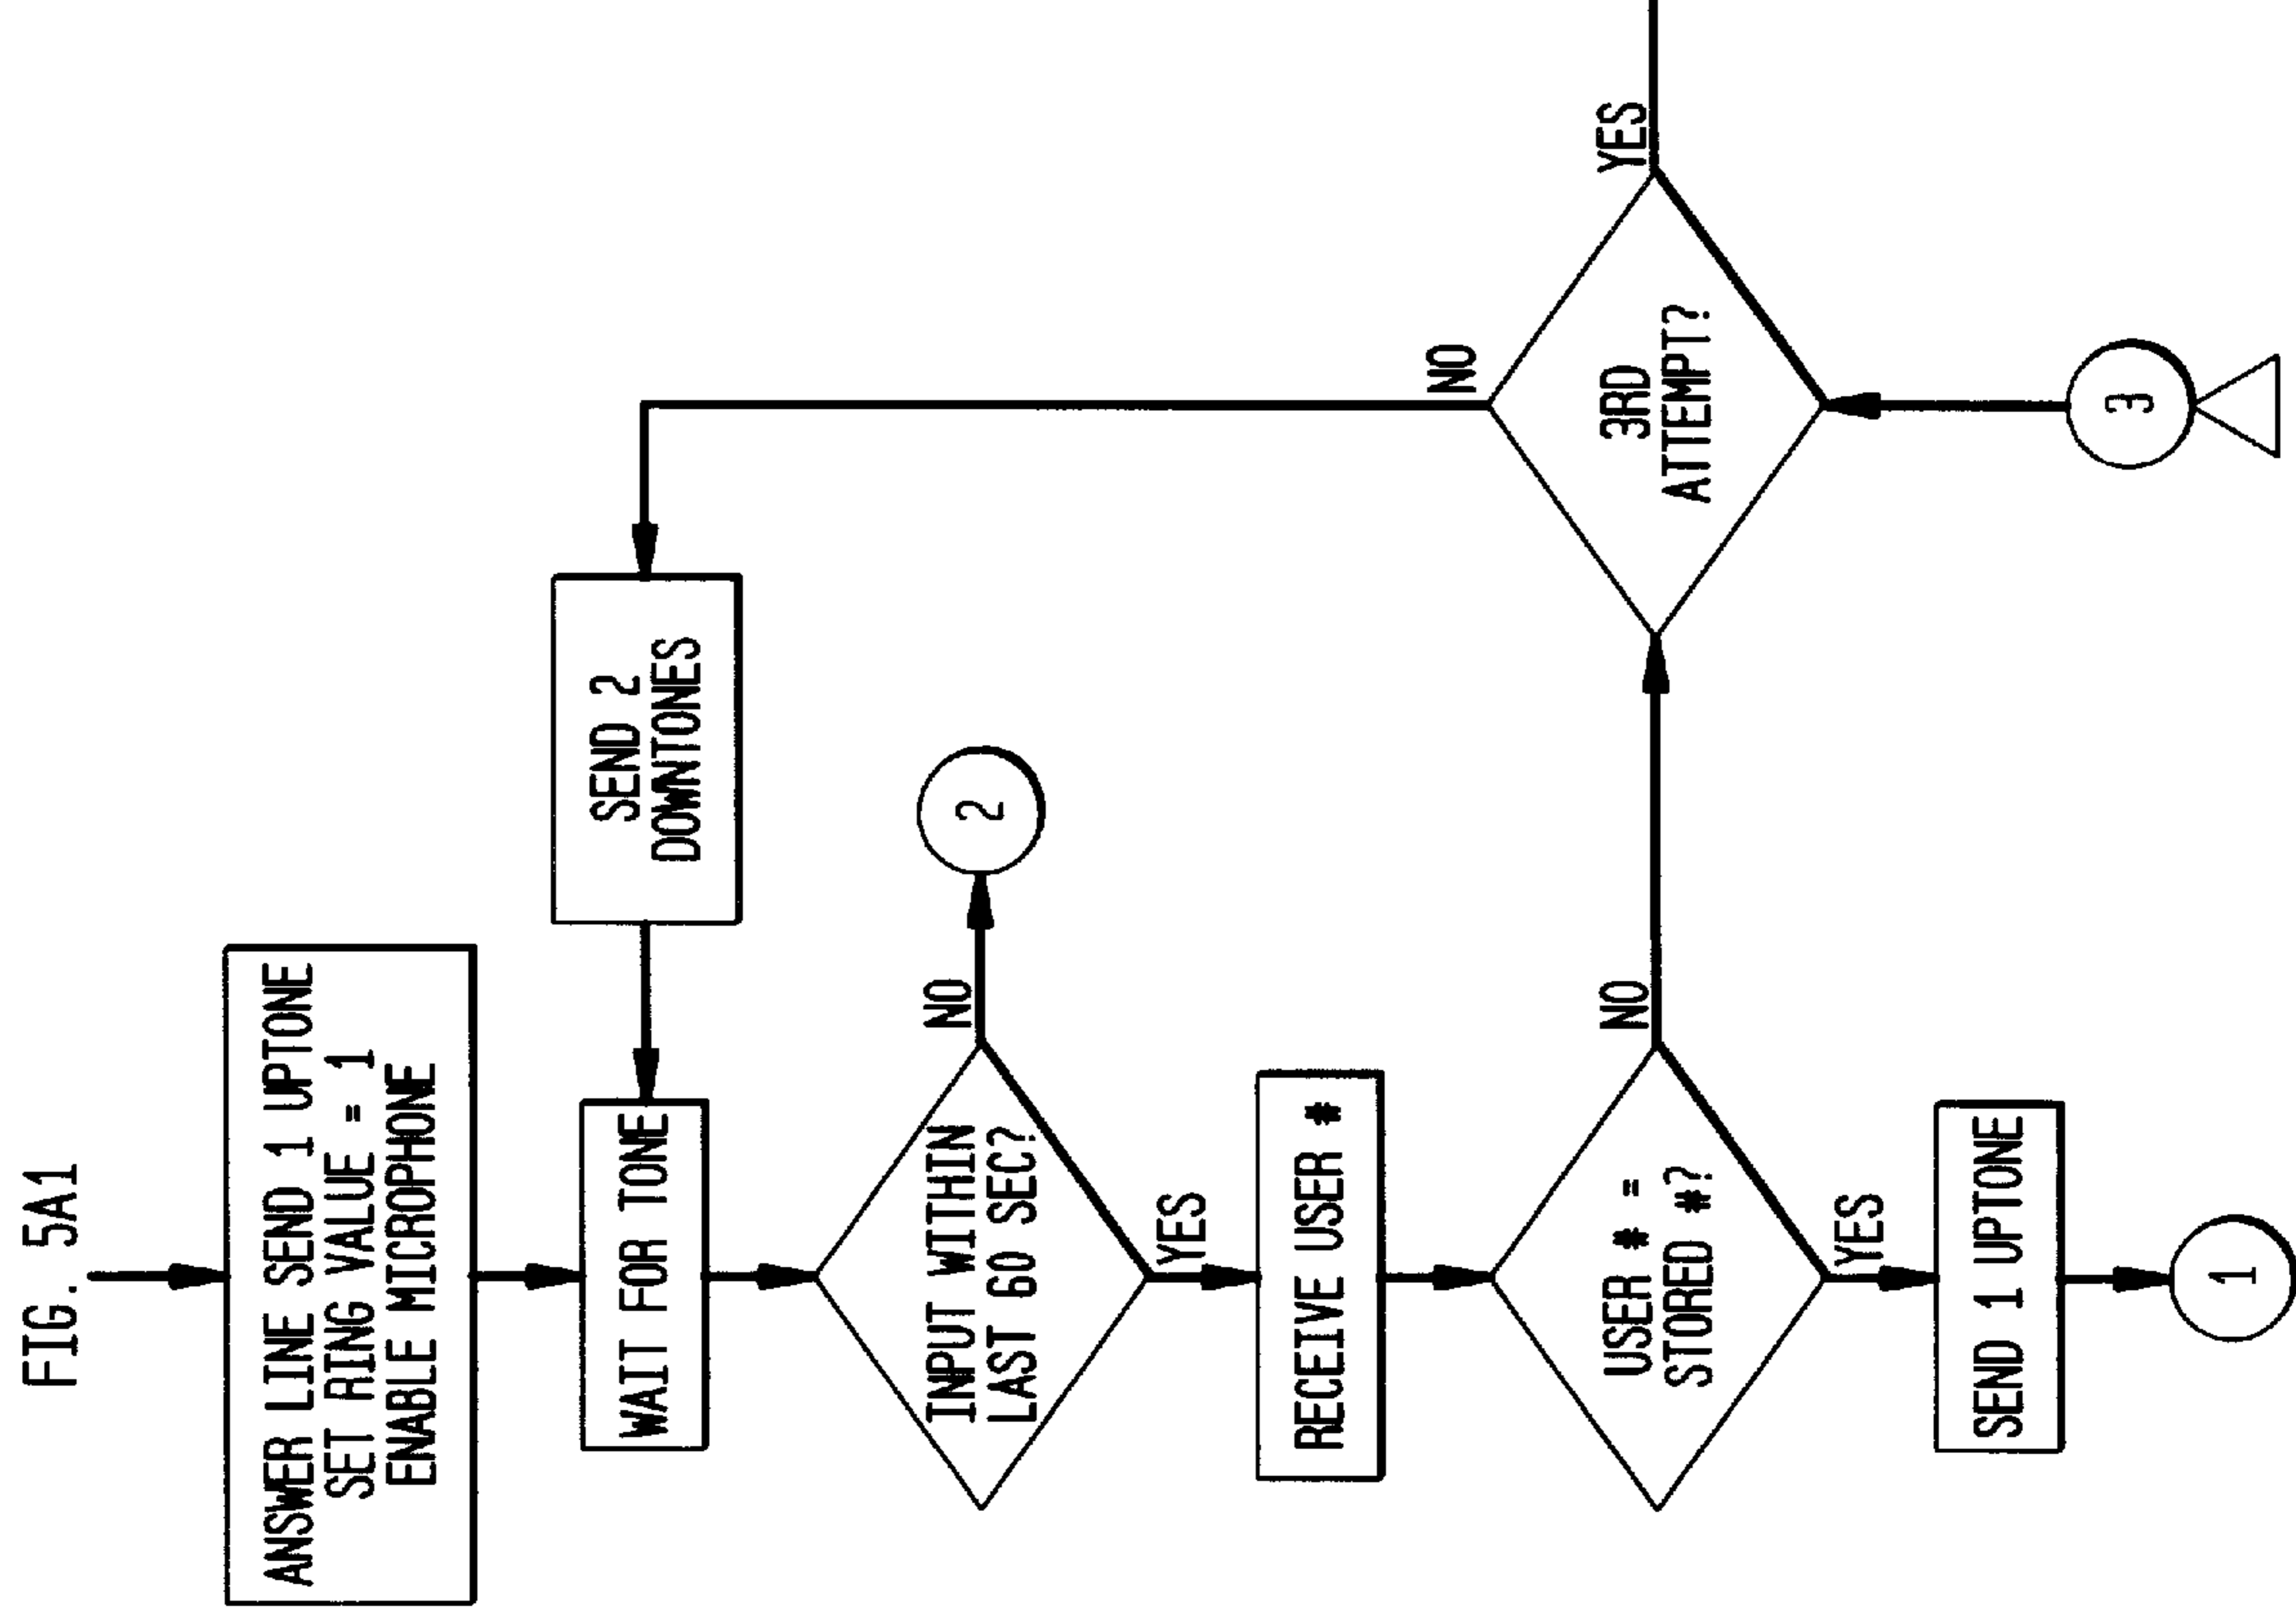 FIG. 5A1
ANSWER LINE SEND 1 UPTONE
SET RING VALUE = 1
ENABLE MICROPHONE
WAIT FOR TONE
SEND 2
DOWNTONES
INPUT WITHIN
LAST 60 SEC?
NO
2
YES
RECEIVE USER #
USER # =
STORED #?
NO
YES
3RD
ATTEMPT?
NO
YES
SEND 1 UPTONE
1
3